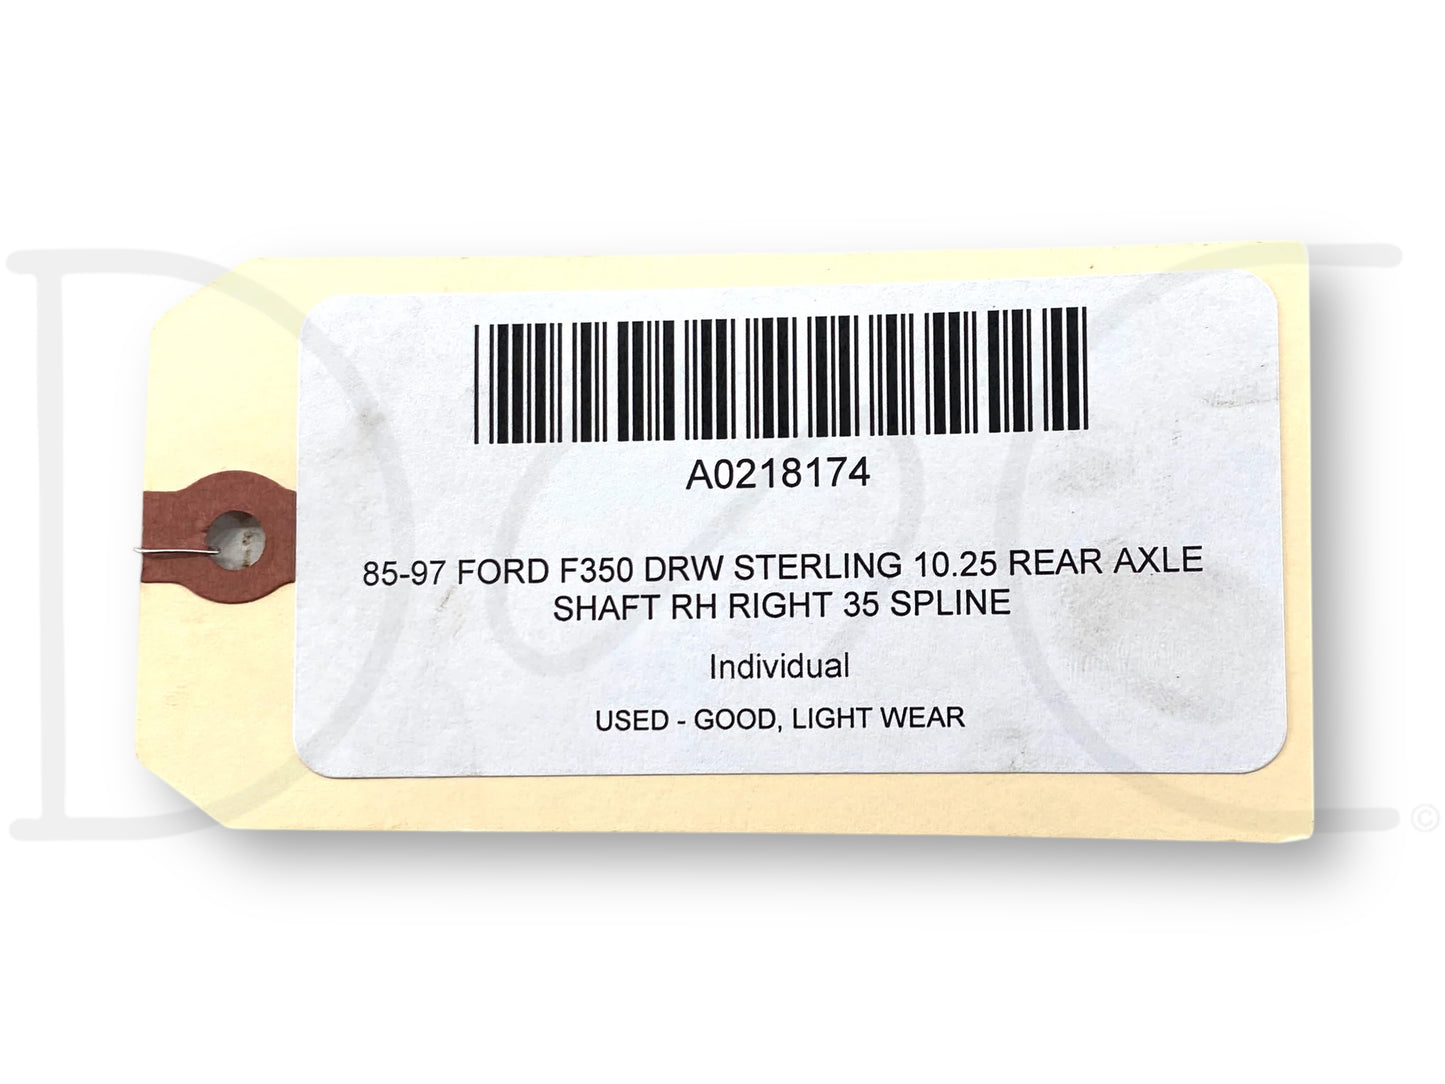 A0218174
85-97 FORD F350 DRW STERLING 10.25 REAR AXLE
SHAFT RH RIGHT 35 SPLINE
Individual
USED - GOOD, LIGHT WEAR
D C ©